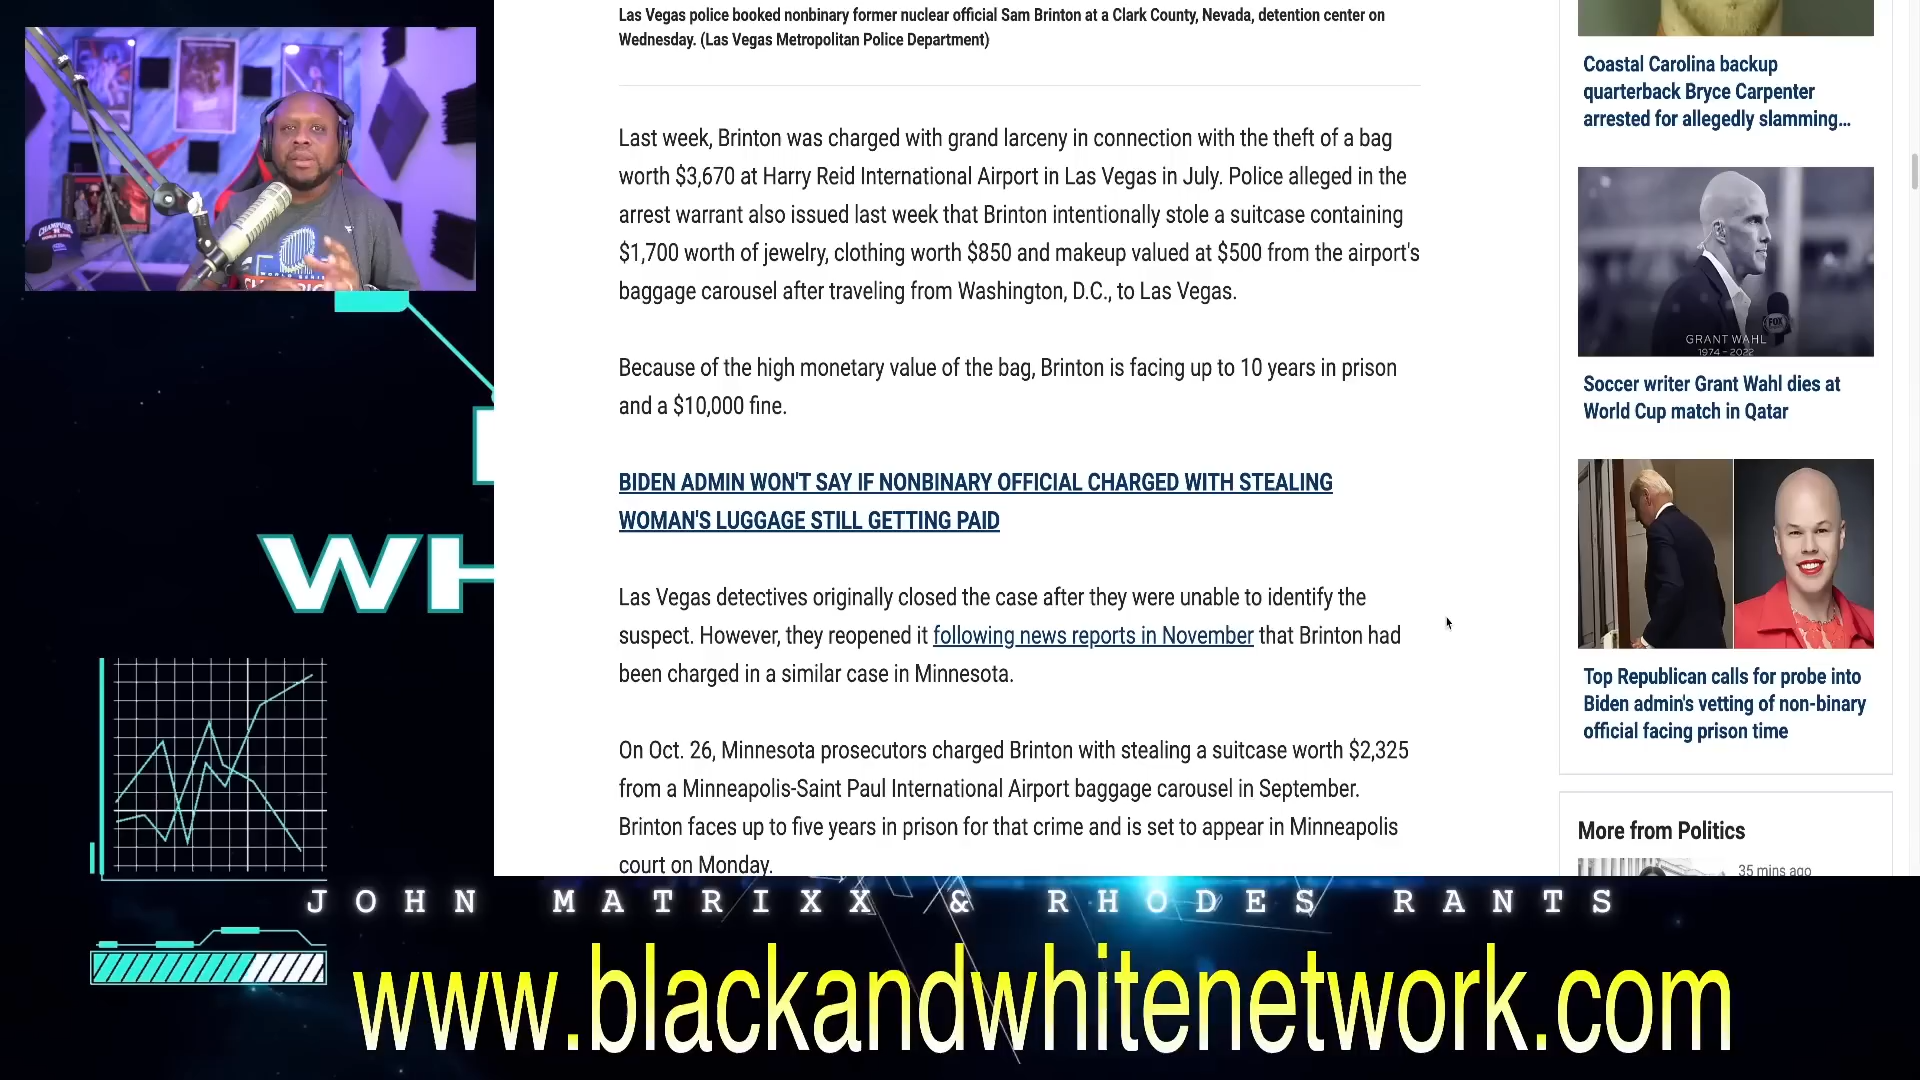 Las Vegas police booked nonbinary former nuclear official Sam Brinton at a Clark County, Nevada, detention center on
Wednesday. (Las Vegas Metropolitan Police Department)
Last week, Brinton was charged with grand larceny in connection with the theft of a bag
worth $3,670 at Harry Reid International Airport in Las Vegas in July. Police alleged in the
arrest warrant also issued last week that Brinton intentionally stole a suitcase containing
$1,700 worth of jewelry, clothing worth $850 and makeup valued at $500 from the airport's
baggage carousel after traveling from Washington, D.C., to Las Vegas.
Because of the high monetary value of the bag, Brinton is facing up to 10 years in prison
and a $10,000 fine.
BIDEN ADMIN WON'T SAY IF NONBINARY OFFICIAL CHARGED WITH STEALING
WOMAN'S LUGGAGE STILL GETTING PAID
Las Vegas detectives originally closed the case after they were unable to identify the
suspect. However, they reopened it following news reports in November that Brinton had
been charged in a similar case in Minnesota.
On Oct. 26, Minnesota prosecutors charged Brinton with stealing a suitcase worth $2,325
from a Minneapolis-Saint Paul International Airport baggage carousel in September.
Brinton faces up to five years in prison for that crime and is set to appear in Minneapolis
court on Monday.
Coastal Carolina backup
quarterback Bryce Carpenter
arrested for allegedly slamming...
FOX
GRANT WAHL
1974 - 2022
Soccer writer Grant Wahl dies at
World Cup match in Qatar
Top Republican calls for probe into
Biden admin's vetting of non-binary
official facing prison time
More from Politics
35 mins ago
WH
JOHN MATRIXX & RHODES RANTS
www.blackandwhitenetwork.com